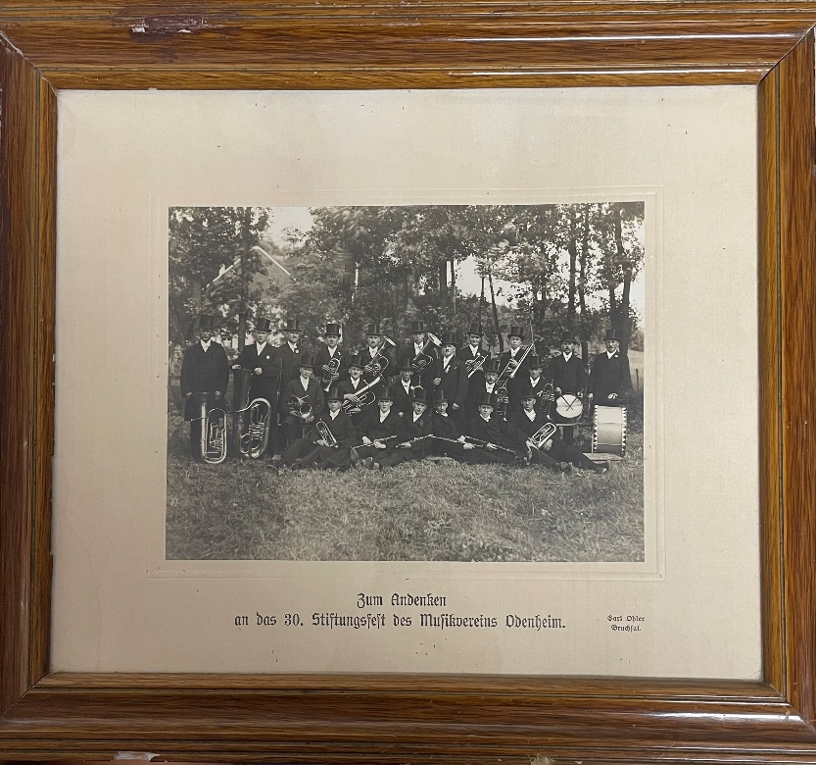 Zum Andenken
an das 30. Stiftungsfest des Musikvereins Odenheim.
Carl Ohler
Bruchsal.